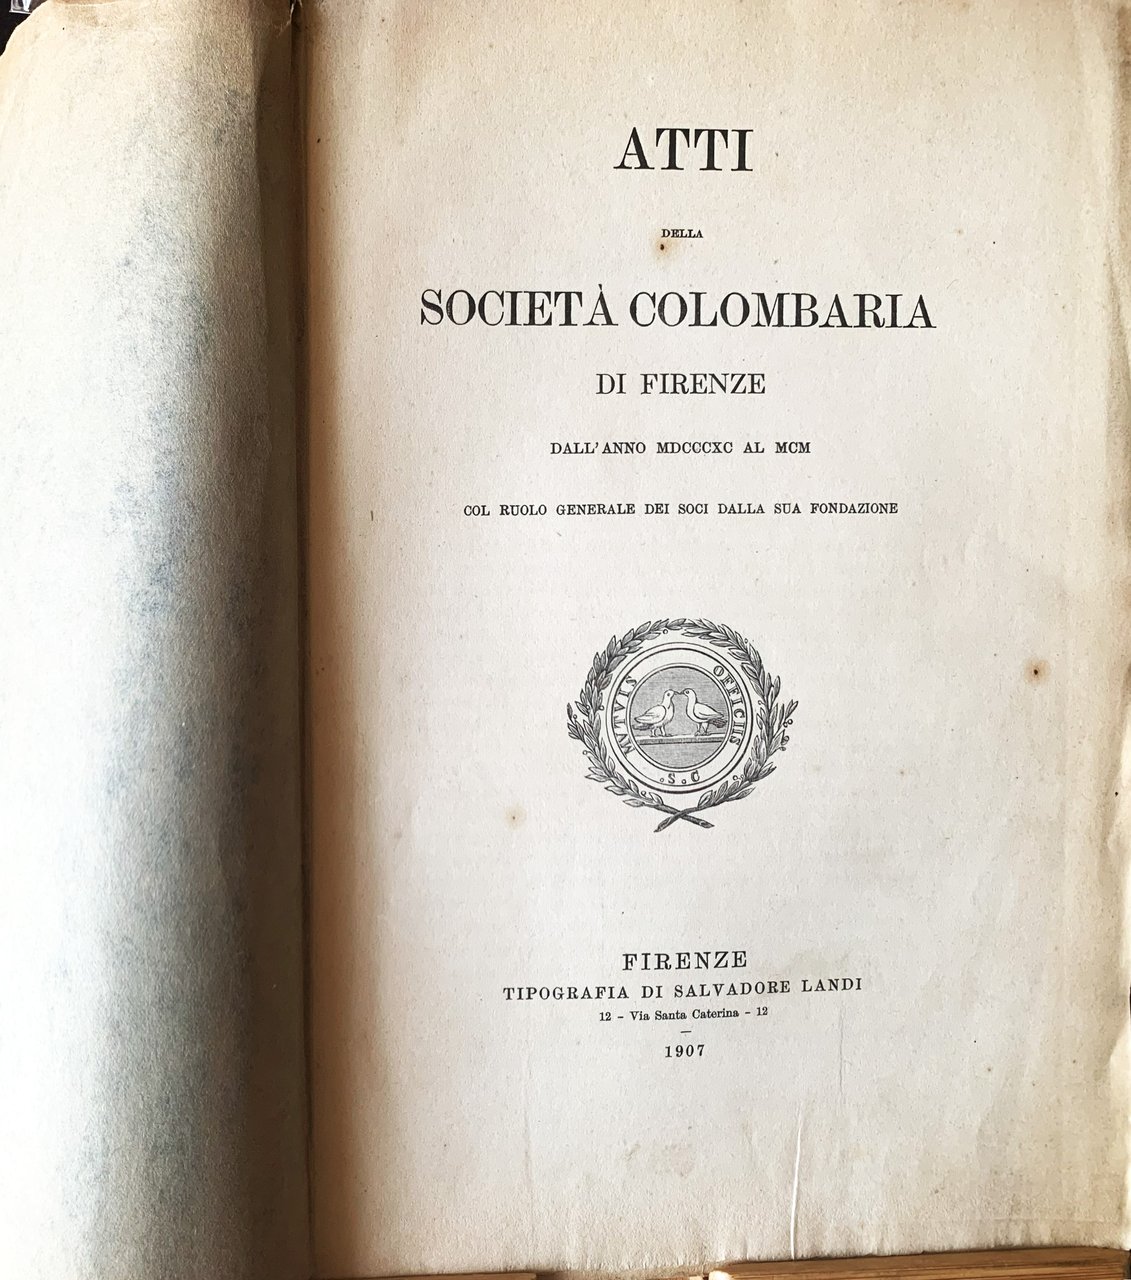 ATTI
DELLA
SOCIETÀ COLOMBARIA
DI FIRENZE
DALL'ANNO MDCCCXC AL MCM
COL RUOLO GENERALE DEI SOCI DALLA SUA FONDAZIONE
MVTVIS OFFICIIS
.S.C
FIRENZE
TIPOGRAFIA DI SALVADORE LANDI
12 - Via Santa Caterina - 12
1907